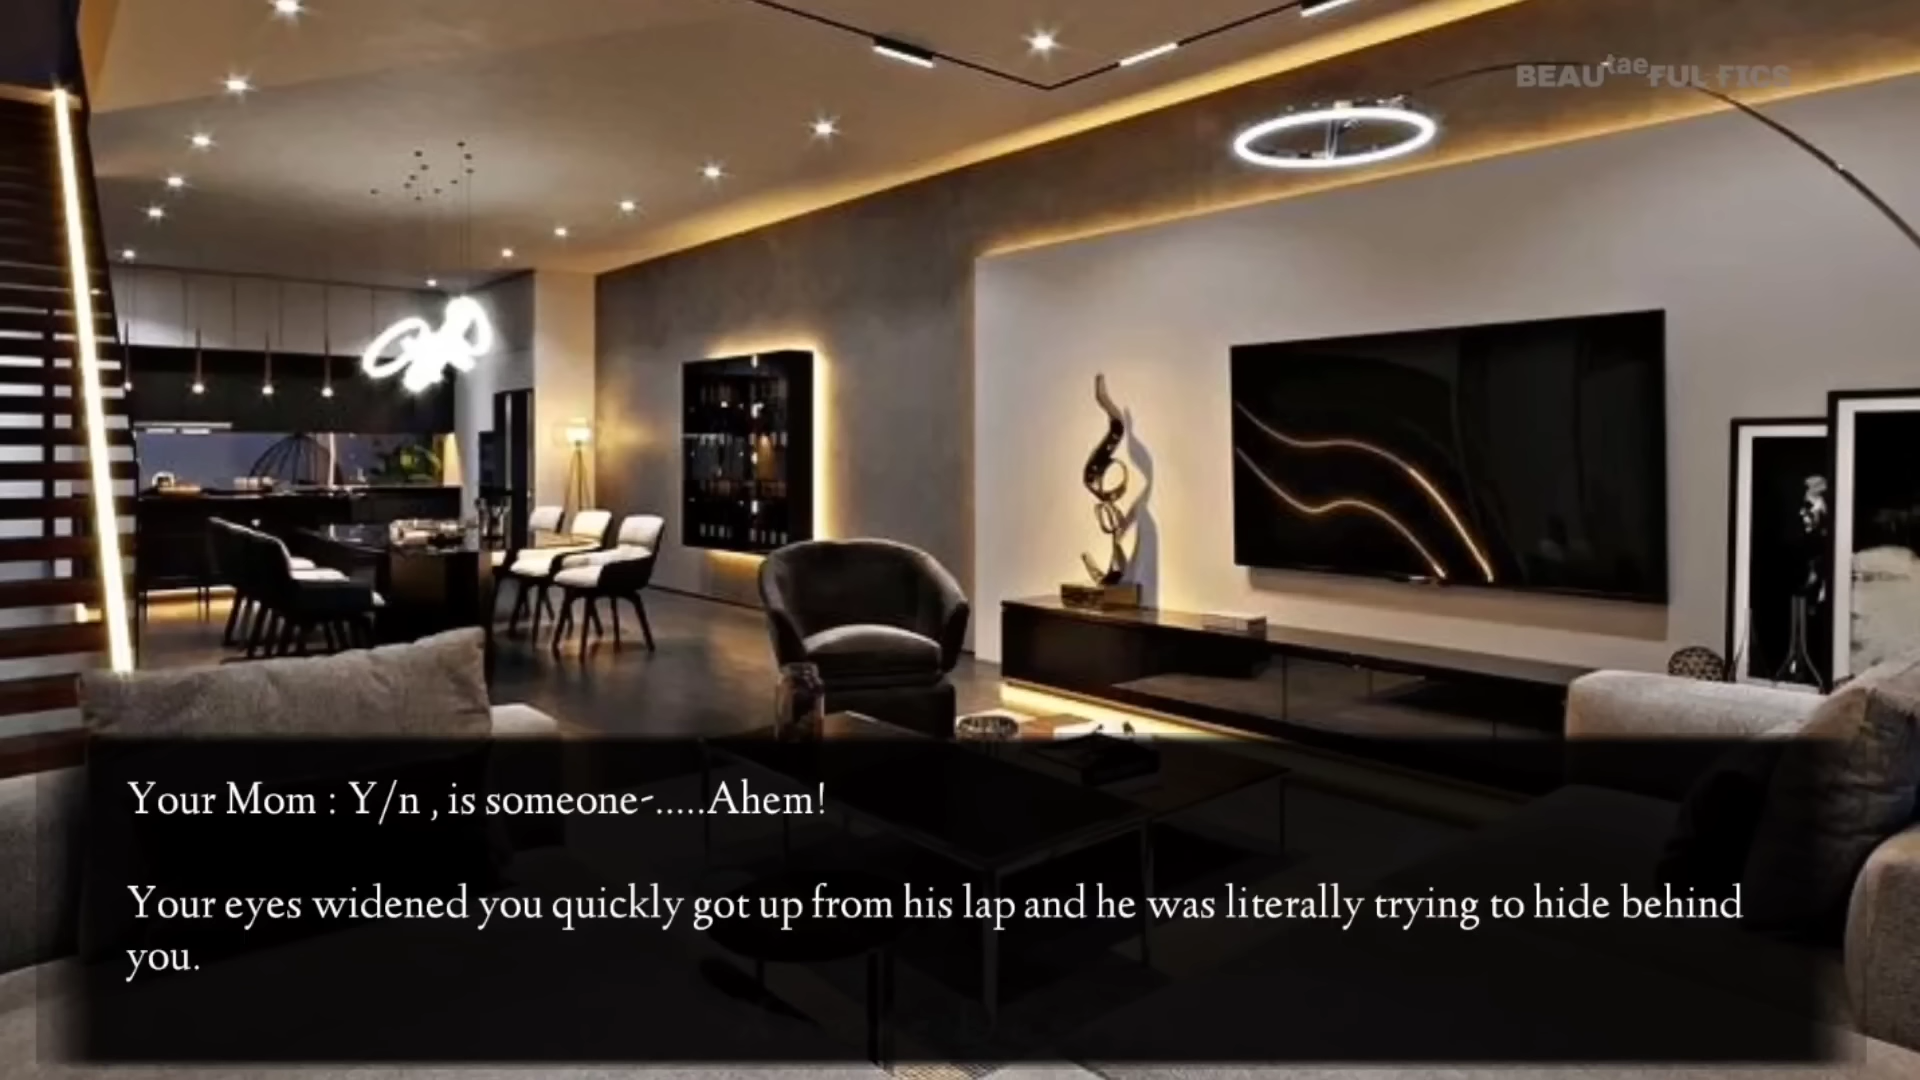 BEAUtaeFUL FICS
Your Mom : Y/n , is someone-.....Ahem!
Your eyes widened you quickly got up from his lap and he was literally trying to hide behind
you.